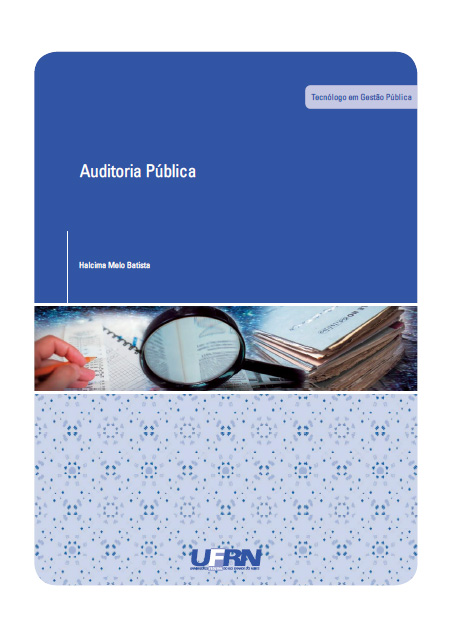 Tecnólogo em Gestão Pública
Auditoria Pública
Halcima Melo Batista
UFRN